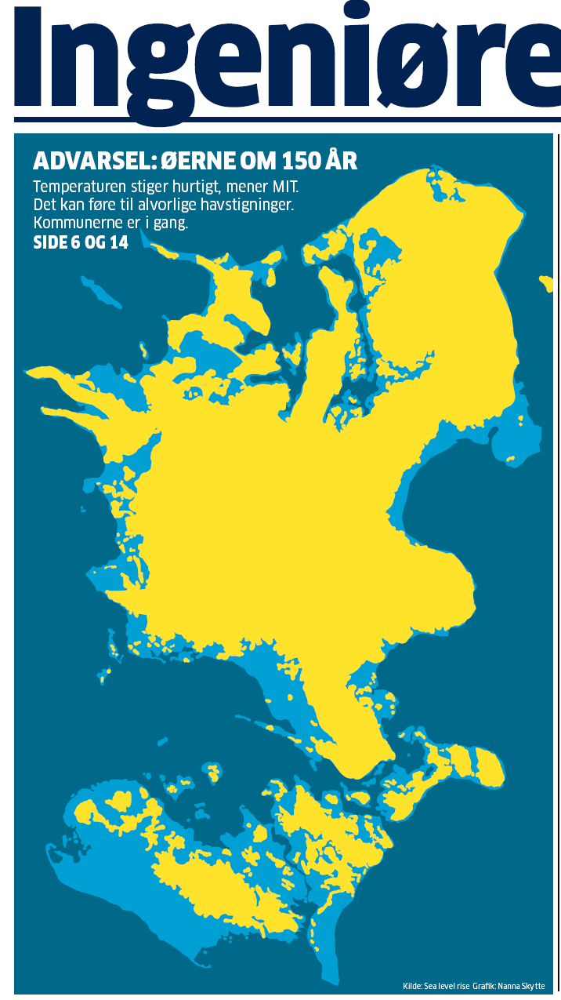 Ingeniøre
ADVARSEL: ØERNE OM 150 ÅR
Temperaturen stiger hurtigt, mener MIT.
Det kan føre til alvorlige havstigninger.
Kommunerne er i gang.
SIDE 6 OG 14
Kilde: Sea level rise Grafik: Nanna Skytte